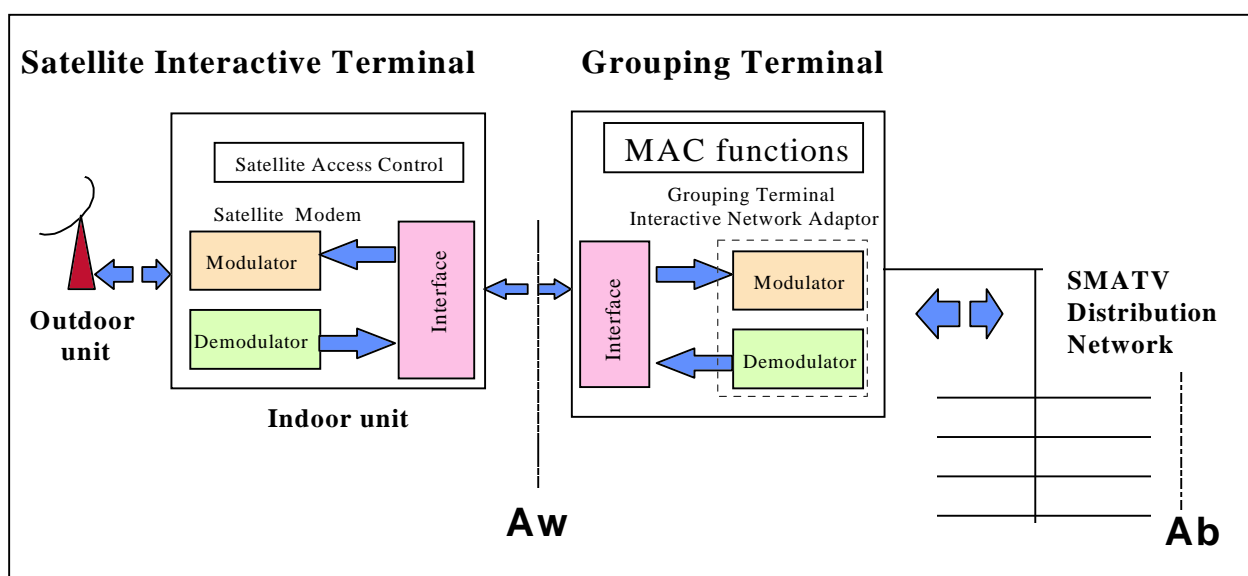 Satellite Interactive Terminal
Grouping Terminal
Satellite Access Control
MAC functions
Satellite Modem
Grouping Terminal
Interactive Network Adaptor
Modulator
Demodulator
Interface
Interface
Modulator
Demodulator
Outdoor
unit
Indoor unit
SMATV
Distribution
Network
Aw
Ab